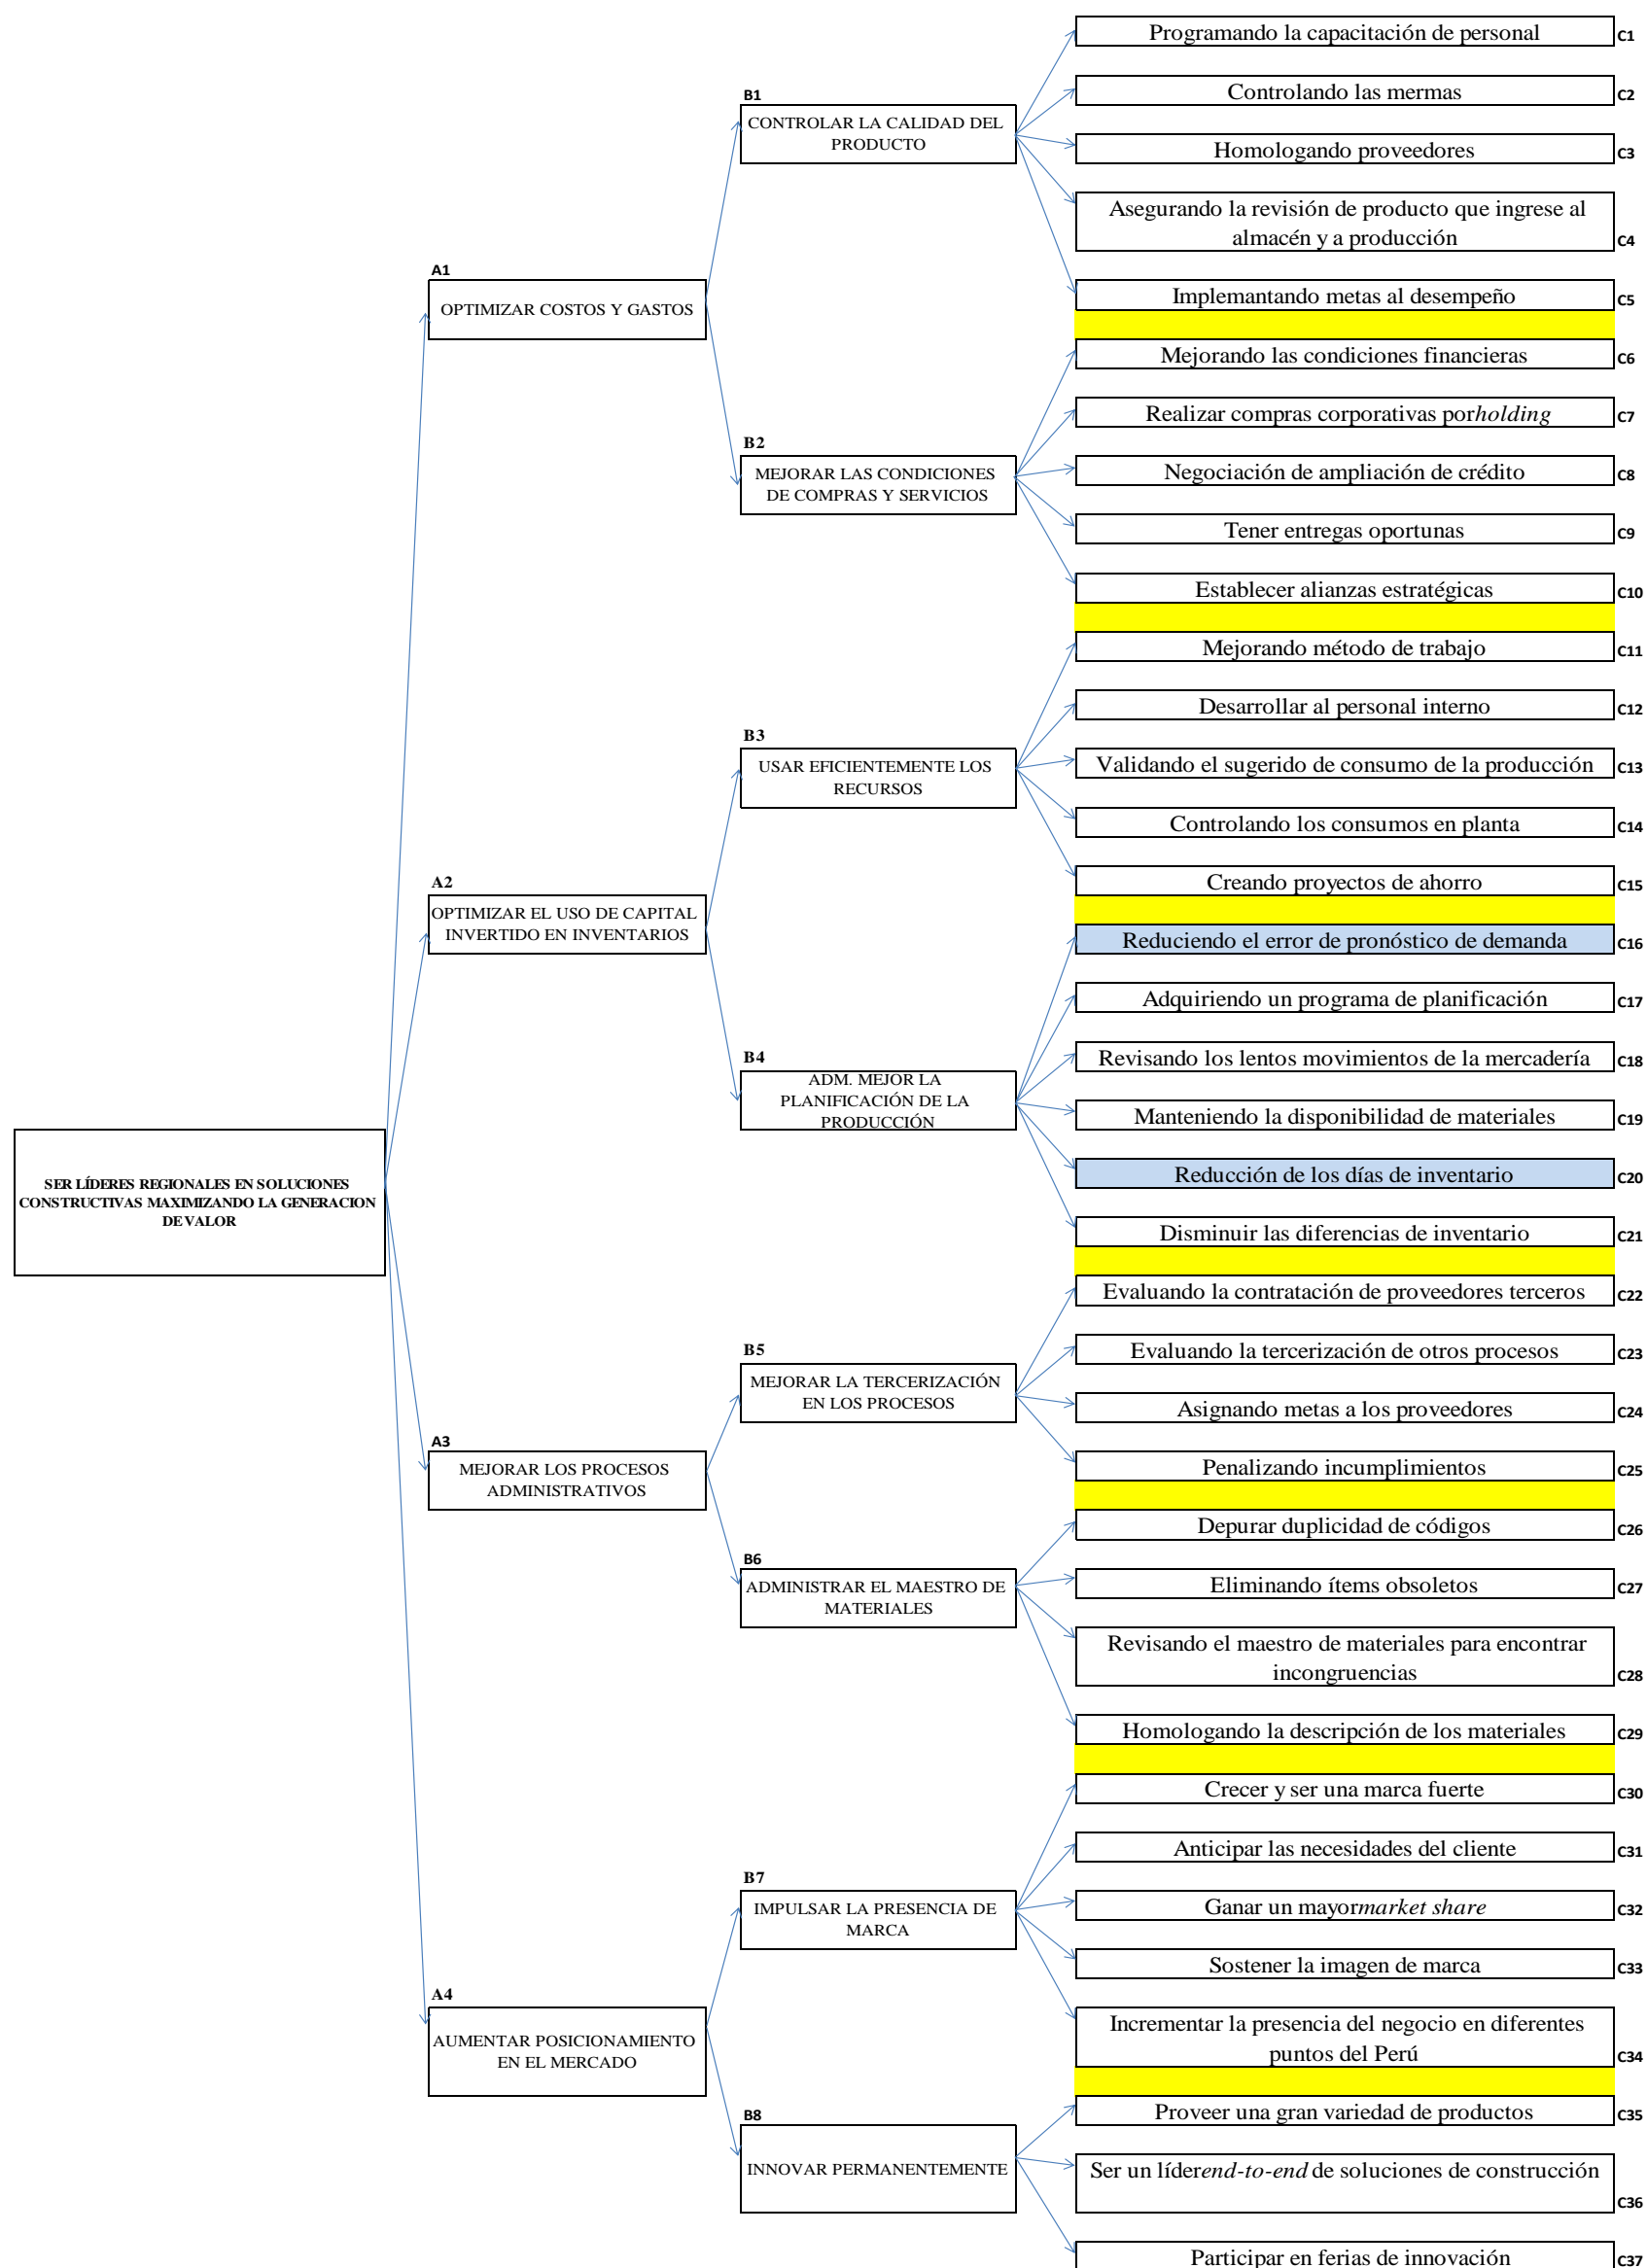 SER LÍDERES REGIONALES EN SOLUCIONES
CONSTRUCTIVAS MAXIMIZANDO LA GENERACION
DE VALOR
A1
OPTIMIZAR COSTOS Y GASTOS
B1
CONTROLAR LA CALIDAD DEL
PRODUCTO
Programando la capacitación de personal C1
Controlando las mermas C2
Homologando proveedores C3
Asegurando la revisión de producto que ingrese al
almacén y a producción C4
Implemantando metas al desempeño C5
B2
MEJORAR LAS CONDICIONES
DE COMPRAS Y SERVICIOS
Mejorando las condiciones financieras C6
Realizar compras corporativas por holding C7
Negociación de ampliación de crédito C8
Tener entregas oportunas C9
Establecer alianzas estratégicas C10
A2
OPTIMIZAR EL USO DE CAPITAL
INVERTIDO EN INVENTARIOS
B3
USAR EFICIENTEMENTE LOS
RECURSOS
Mejorando método de trabajo C11
Desarrollar al personal interno C12
Validando el sugerido de consumo de la producción C13
Controlando los consumos en planta C14
Creando proyectos de ahorro C15
B4
ADM. MEJOR LA
PLANIFICACIÓN DE LA
PRODUCCIÓN
Reduciendo el error de pronóstico de demanda C16
Adquiriendo un programa de planificación C17
Revisando los lentos movimientos de la mercadería C18
Manteniendo la disponibilidad de materiales C19
Reducción de los días de inventario C20
Disminuir las diferencias de inventario C21
A3
MEJORAR LOS PROCESOS
ADMINISTRATIVOS
B5
MEJORAR LA TERCERIZACIÓN
EN LOS PROCESOS
Evaluando la contratación de proveedores terceros C22
Evaluando la tercerización de otros procesos C23
Asignando metas a los proveedores C24
Penalizando incumplimientos C25
B6
ADMINISTRAR EL MAESTRO DE
MATERIALES
Depurar duplicidad de códigos C26
Eliminando ítems obsoletos C27
Revisando el maestro de materiales para encontrar
incongruencias C28
Homologando la descripción de los materiales C29
A4
AUMENTAR POSICIONAMIENTO
EN EL MERCADO
B7
IMPULSAR LA PRESENCIA DE
MARCA
Crecer y ser una marca fuerte C30
Anticipar las necesidades del cliente C31
Ganar un mayor market share C32
Sostener la imagen de marca C33
Incrementar la presencia del negocio en diferentes
puntos del Perú C34
B8
INNOVAR PERMANENTEMENTE
Proveer una gran variedad de productos C35
Ser un líder end-to-end de soluciones de construcción
C36
Participar en ferias de innovación C37